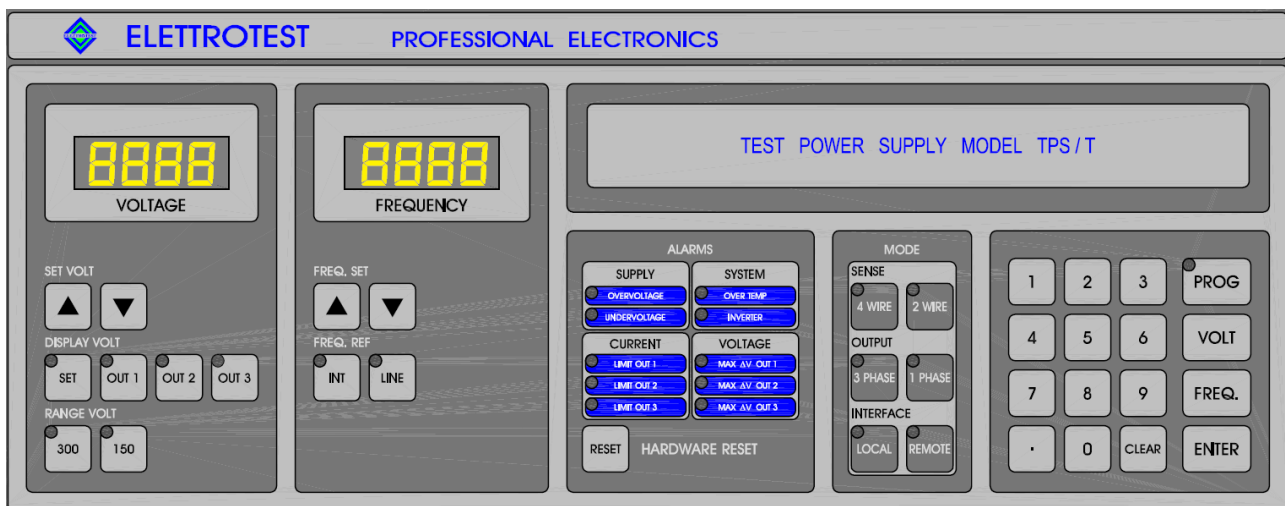 ELETTROTEST PROFESSIONAL ELECTRONICS
8888
VOLTAGE
SET VOLT
▲ ▼
DISPLAY VOLT
SET OUT 1 OUT 2 OUT 3
RANGE VOLT
300 150
8888
FREQUENCY
FREQ. SET
▲ ▼
FREQ. REF
INT LINE
TEST POWER SUPPLY MODEL TPS / T
ALARMS
SUPPLY
OVERVOLTAGE
UNDERVOLTAGE
SYSTEM
OVER TEMP
INVERTER
CURRENT
LIMIT OUT 1
LIMIT OUT 2
LIMIT OUT 3
VOLTAGE
MAX ΔV OUT 1
MAX ΔV OUT 2
MAX ΔV OUT 3
RESET HARDWARE RESET
MODE
SENSE
4 WIRE 2 WIRE
OUTPUT
3 PHASE 1 PHASE
INTERFACE
LOCAL REMOTE
1 2 3 PROG
4 5 6 VOLT
7 8 9 FREQ.
. 0 CLEAR ENTER